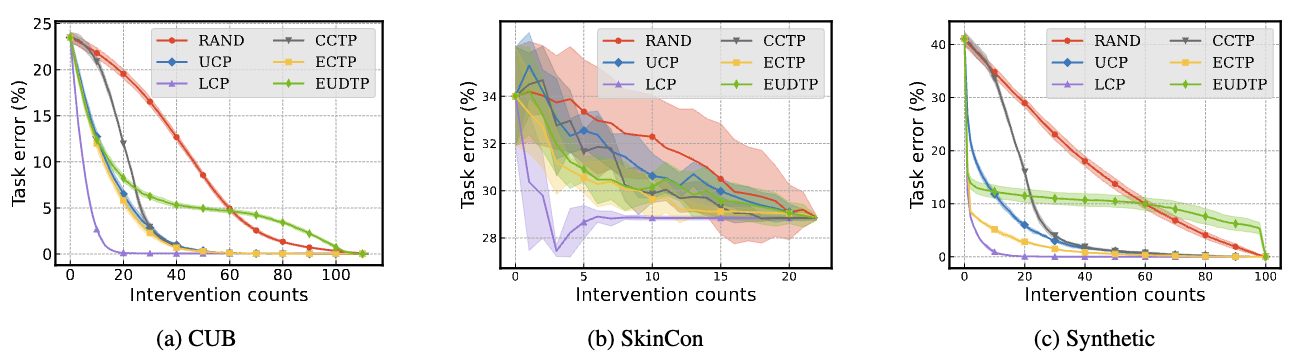 25
20
15
10
5
0
Task error (%)
RAND
UCP
LCP
CCTP
ECTP
EUDTP
0 20 40 60 80 100
Intervention counts
(a) CUB
34
32
30
28
Task error (%)
RAND
UCP
LCP
CCTP
ECTP
EUDTP
0 5 10 15 20
Intervention counts
(b) SkinCon
40
30
20
10
0
Task error (%)
RAND
UCP
LCP
CCTP
ECTP
EUDTP
0 20 40 60 80 100
Intervention counts
(c) Synthetic